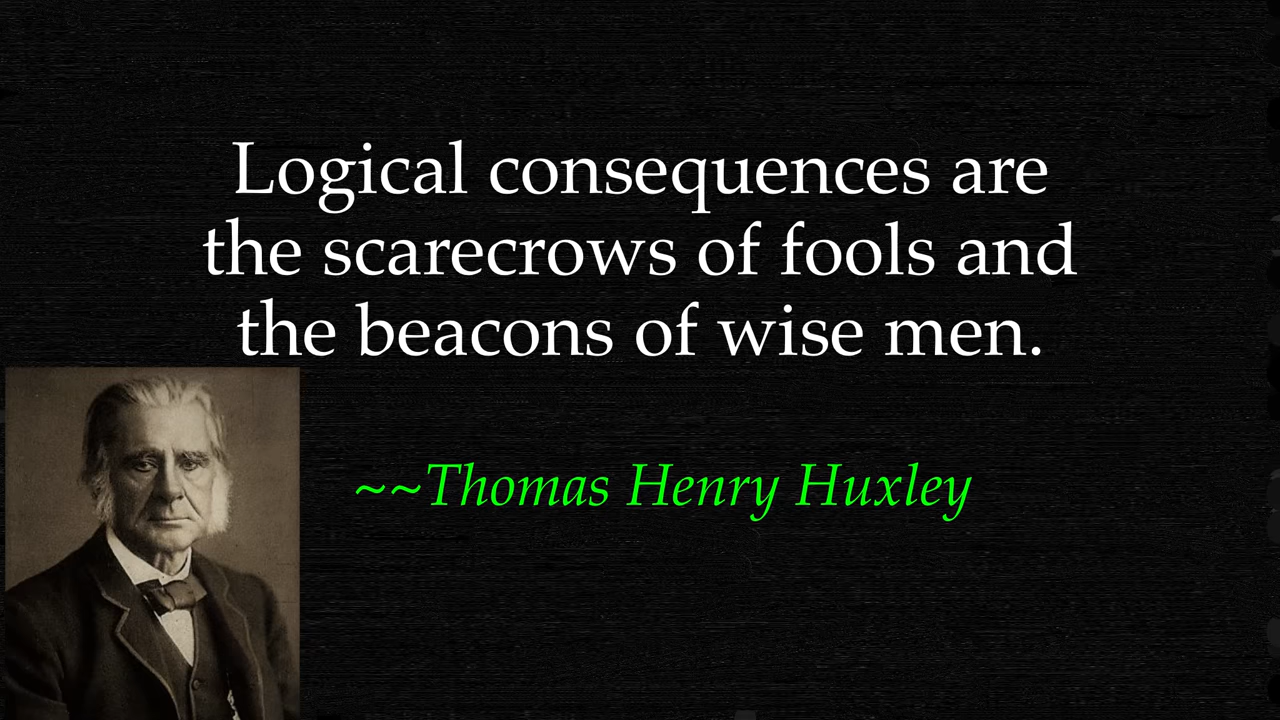 Logical consequences are
the scarecrows of fools and
the beacons of wise men.
~~Thomas Henry Huxley